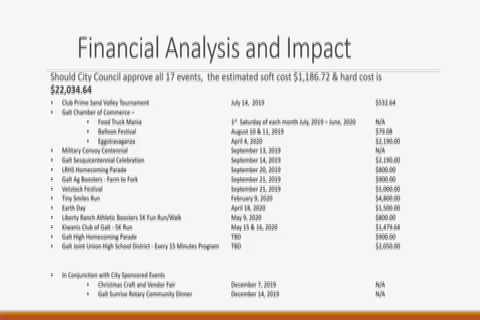 Financial Analysis and Impact
Should City Council approve all 17 events, the estimated soft cost $1,186.72 & hard cost is
$22,034.64
• Club Prime Sand Valley Tournament July 14, 2019 $532.64
• Galt Chamber of Commerce –
• Food Truck Mania 1st Saturday of each month July, 2019 – June, 2020 N/A
• Balloon Festival August 10 & 11, 2019 $79.08
• Eggstravaganza April 4, 2020 $2,190.00
• Military Convoy Centennial September 13, 2019 N/A
• Galt Sesquicentennial Celebration September 14, 2019 $2,190.00
• LRHS Homecoming Parade September 20, 2019 $800.00
• Galt Ag Boosters - Farm to Fork September 21, 2019 $900.00
• Vetstock Festival September 21, 2019 $5,000.00
• Tiny Smiles Run February 9, 2020 $4,800.00
• Earth Day April 18, 2020 $1,500.00
• Liberty Ranch Athletic Boosters 5K Fun Run/Walk May 9, 2020 $800.00
• Kiwanis Club of Galt - 5K Run May 15 & 16, 2020 $1,479.64
• Galt High Homecoming Parade TBD $900.00
• Galt Joint Union High School District - Every 15 Minutes Program TBD $2,050.00
• In Conjunction with City Sponsored Events
• Christmas Craft and Vendor Fair December 7, 2019 N/A
• Galt Sunrise Rotary Community Dinner December 14, 2019 N/A